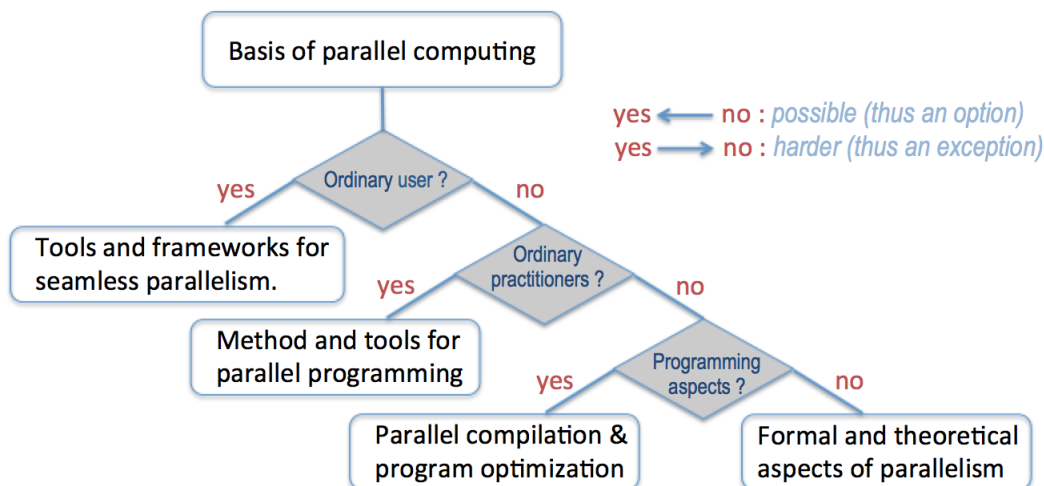 Basis of parallel computing
yes ← no : possible (thus an option)
yes → no : harder (thus an exception)
Ordinary user ?
yes
no
Tools and frameworks for
seamless parallelism.
Ordinary
practitioners ?
yes
no
Method and tools for
parallel programming
Programming
aspects ?
yes
no
Parallel compilation &
program optimization
Formal and theoretical
aspects of parallelism